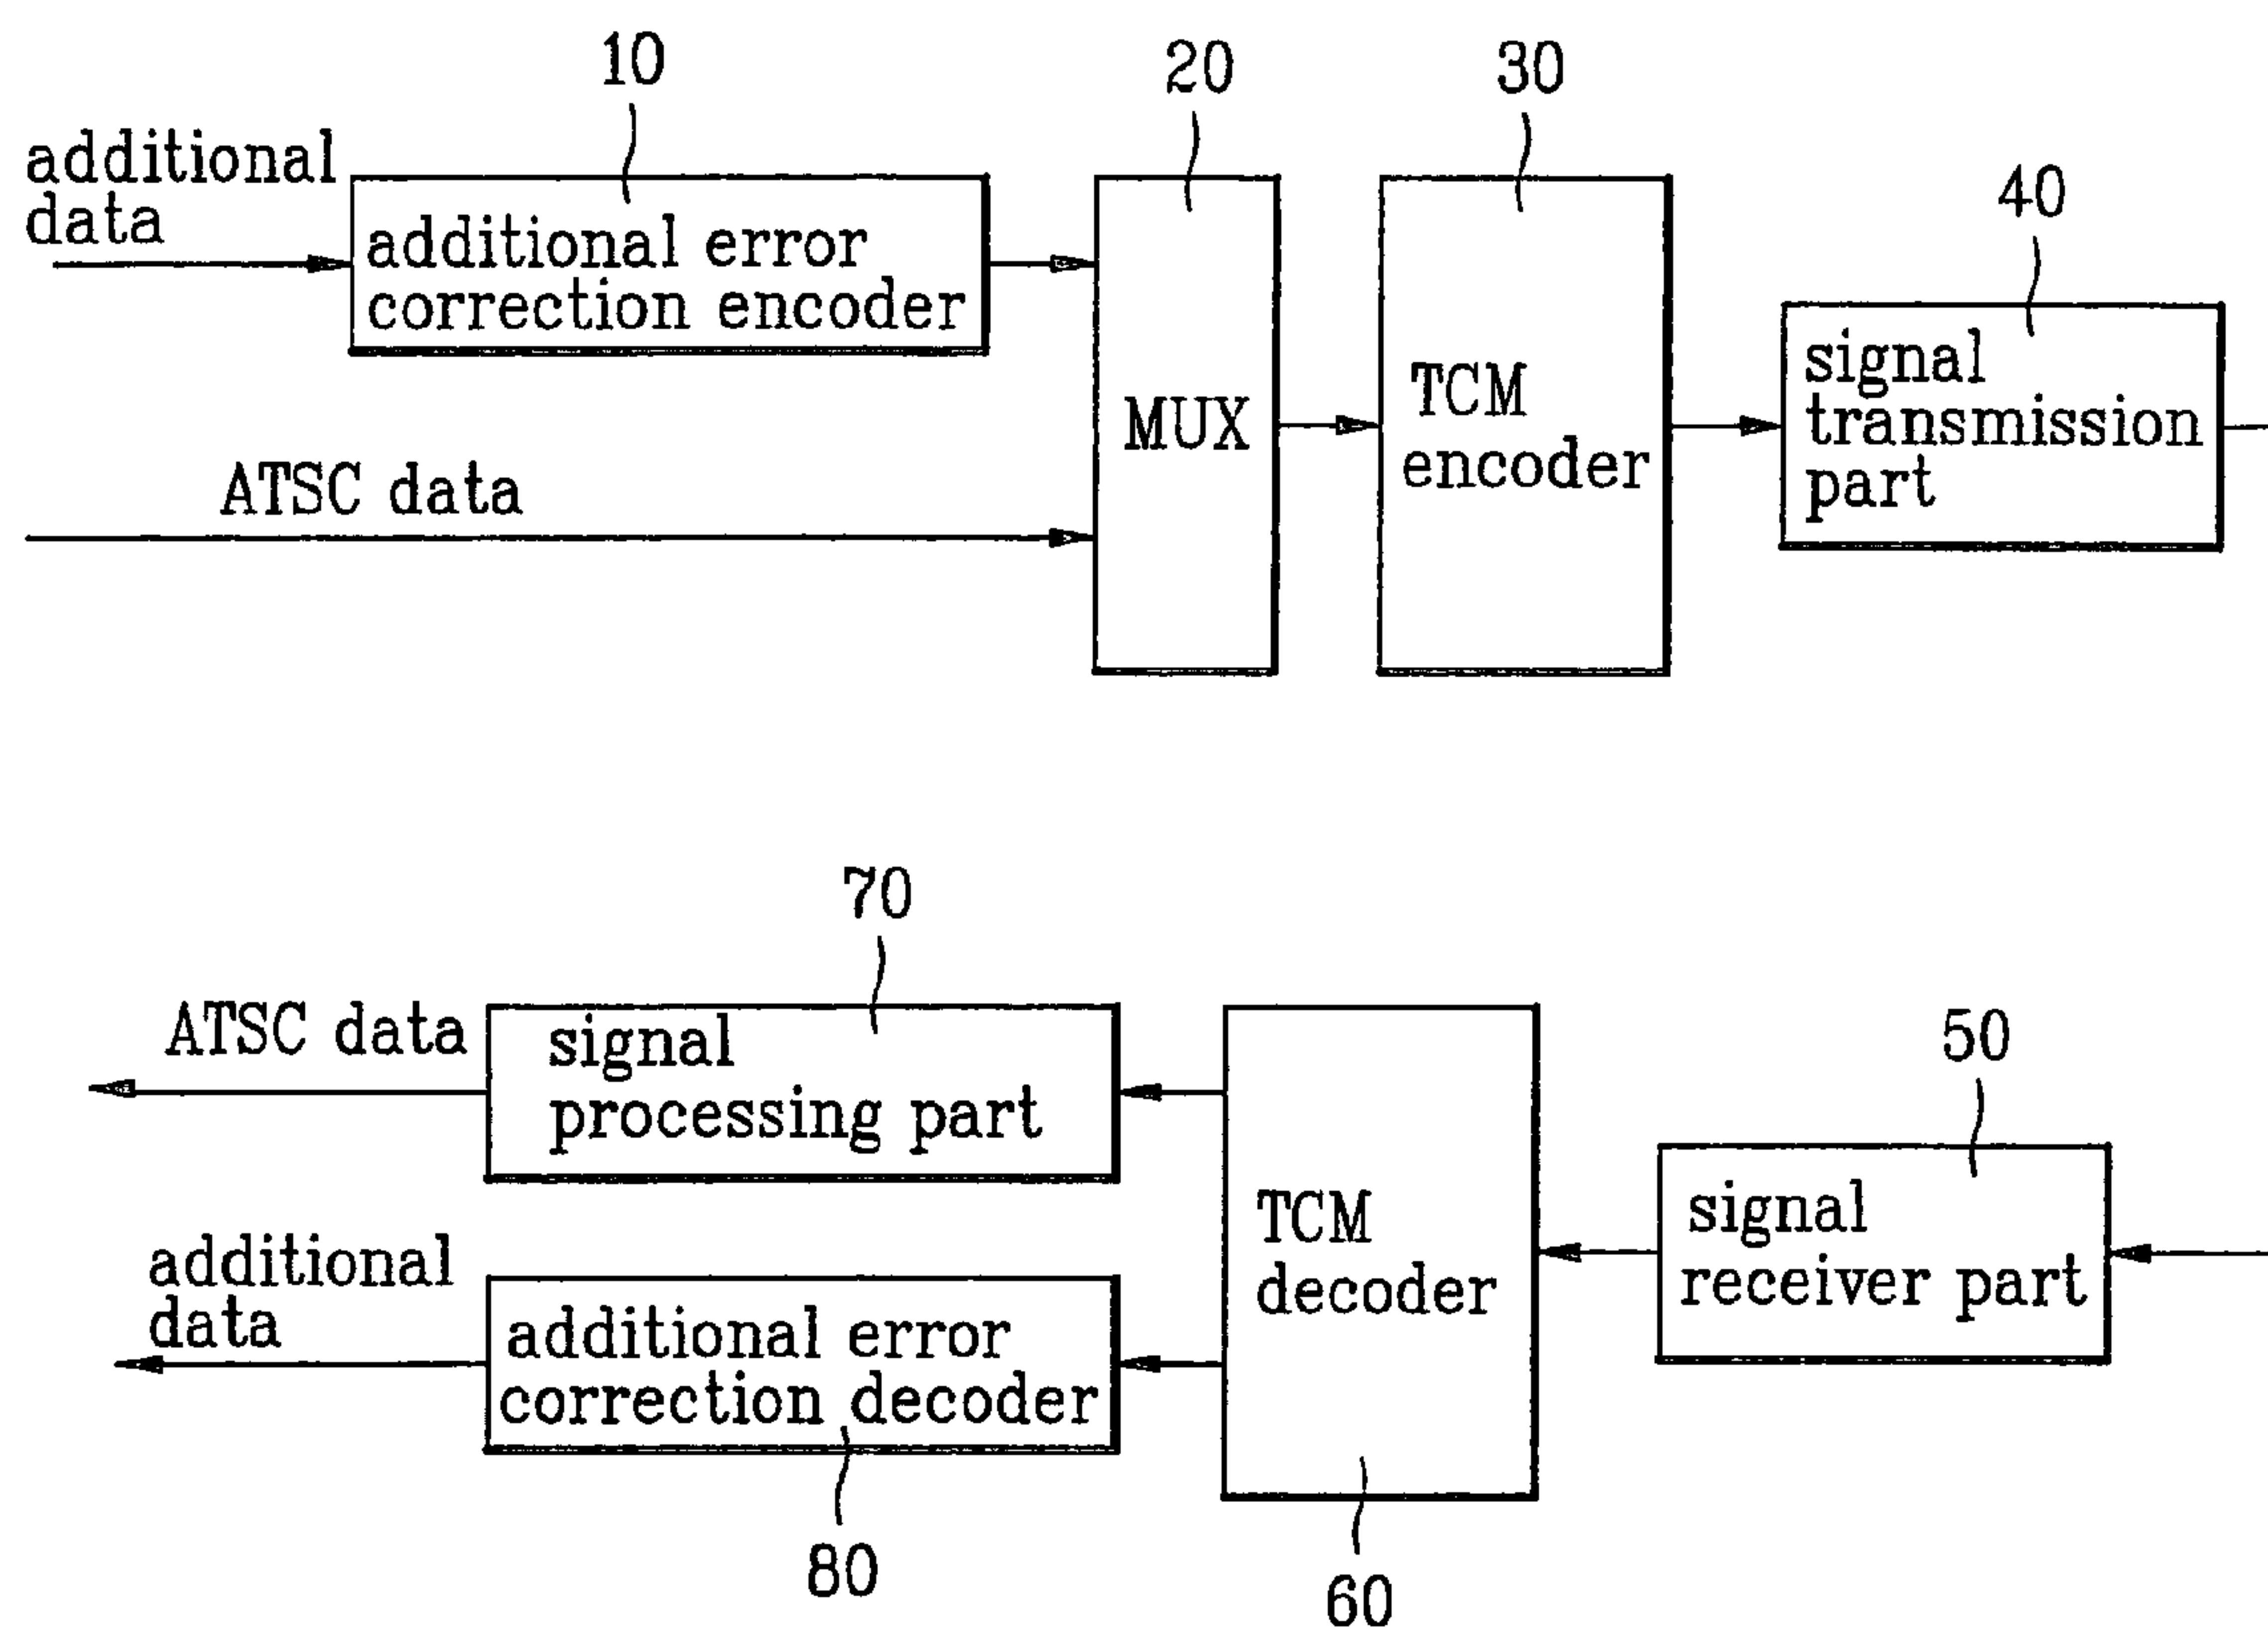 10
20
30
40
additional
data
additional error
correction encoder
ATSC data
MUX
TCM
encoder
signal
transmission
part
70
50
ATSC data
signal
processing part
additional
data
additional error
correction decoder
TCM
decoder
signal
receiver part
80
60